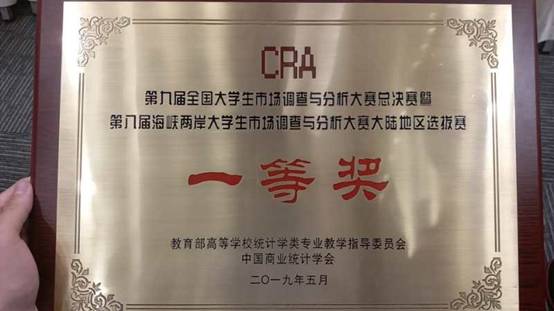 CRA
第九届全国大学生市场调查与分析大赛总决赛暨
第八届海峡两岸大学生市场调查与分析大赛大陆地区选拔赛
一等奖
教育部高等学校统计学类专业教学指导委员会
中国商业统计学会
二〇一九年五月